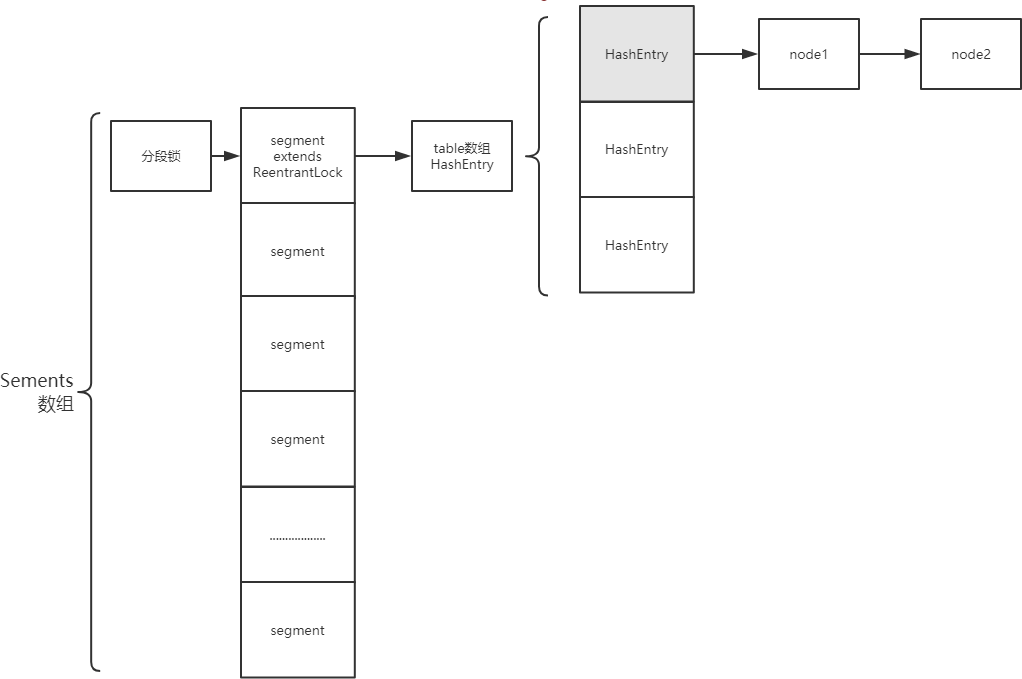 Sements
数组
分段锁
segment
extends
ReentrantLock
segment
segment
segment
..................
segment
table数组
HashEntry
HashEntry
HashEntry
HashEntry
node1
node2